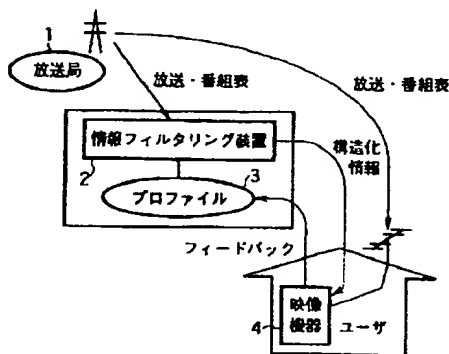 1
放送局
放送・番組表
放送・番組表
情報フィルタリング装置
2
構造化
情報
3
プロファイル
フィードバック
映像
機器
4
ユーザ